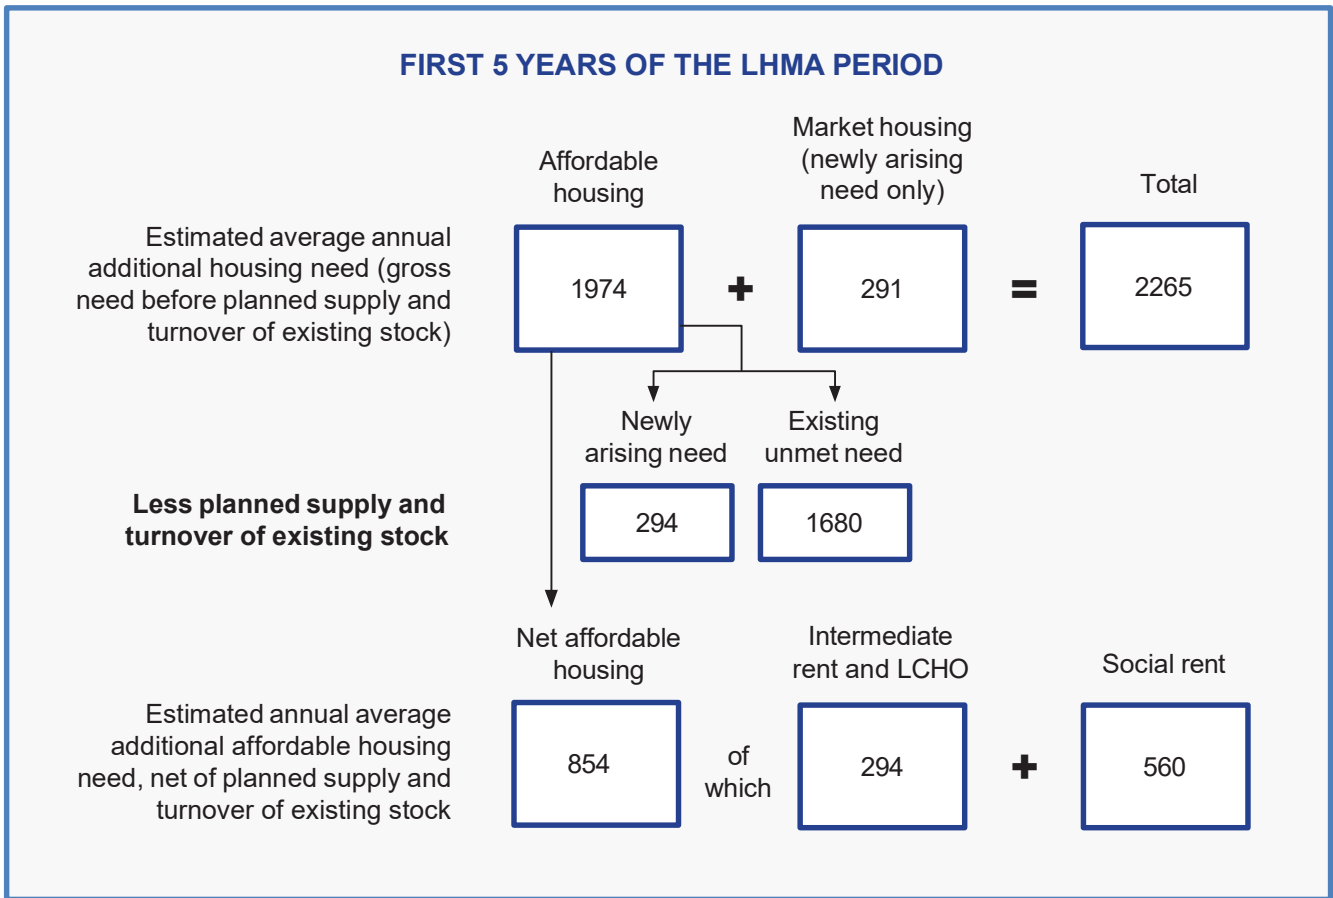 FIRST 5 YEARS OF THE LHMA PERIOD
Affordable
housing
Market housing
(newly arising
need only)
Total
Estimated average annual
additional housing need (gross
need before planned supply and
turnover of existing stock)
1974
+
291
=
2265
Newly
arising need
Existing
unmet need
Less planned supply and
turnover of existing stock
294
1680
Net affordable
housing
Intermediate
rent and LCHO
Social rent
Estimated annual average
additional affordable housing
need, net of planned supply and
turnover of existing stock
854
of
which
294
+
560